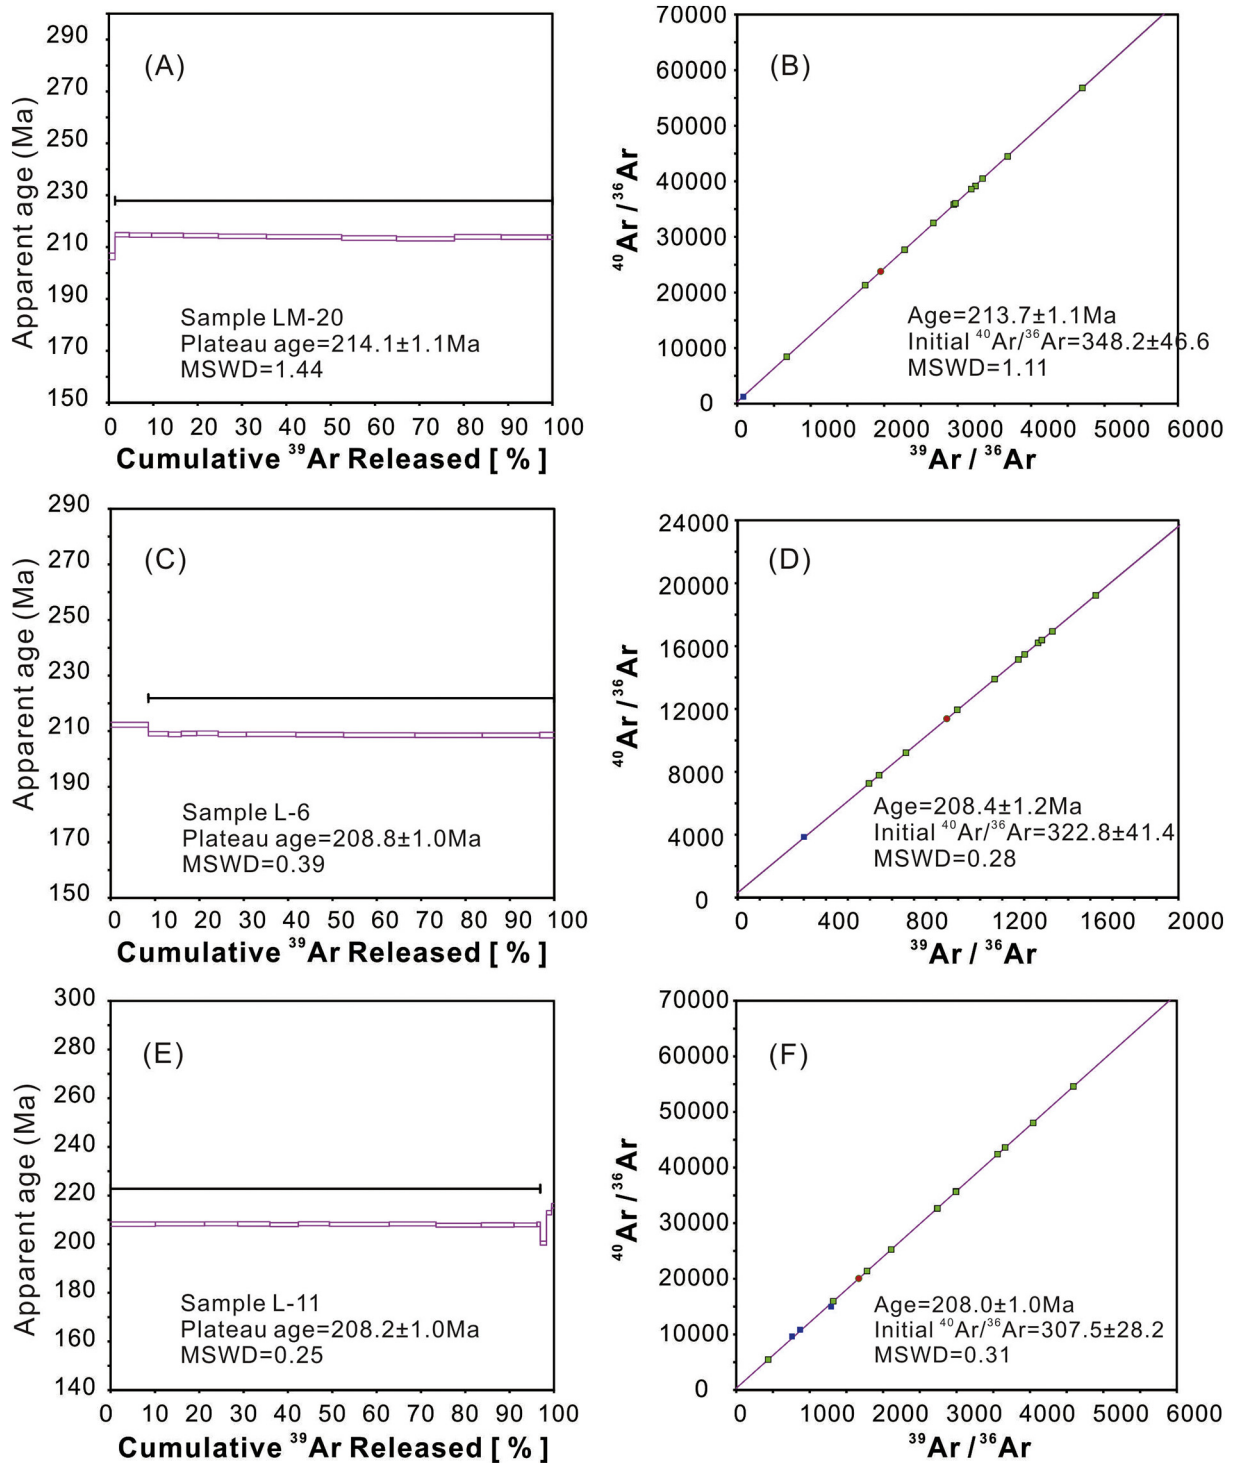 (A)
290
270
250
230
210
190
170
150
Apparent age (Ma)
Sample LM-20
Plateau age=214.1±1.1Ma
MSWD=1.44
0 10 20 30 40 50 60 70 80 90 100
Cumulative ³⁹Ar Released [ % ]
(B)
70000
70000
60000
50000
40000
30000
20000
10000
0
⁴⁰Ar /³⁶Ar
Age=213.7±1.1Ma
Initial ⁴⁰Ar/³⁶Ar=348.2±46.6
MSWD=1.11
0 1000 2000 3000 4000 5000 6000
³⁹Ar / ³⁶Ar
(C)
290
270
250
230
210
190
170
150
Apparent age (Ma)
Sample L-6
Plateau age=208.8±1.0Ma
MSWD=0.39
0 10 20 30 40 50 60 70 80 90 100
Cumulative ³⁹Ar Released [ % ]
(D)
24000
20000
16000
12000
8000
4000
0
⁴⁰Ar /³⁶Ar
Age=208.4±1.2Ma
Initial ⁴⁰Ar/³⁶Ar=322.8±41.4
MSWD=0.28
0 400 800 1200 1600 2000
³⁹Ar / ³⁶Ar
(E)
300
280
260
240
220
200
180
160
140
Apparent age (Ma)
Sample L-11
Plateau age=208.2±1.0Ma
MSWD=0.25
0 10 20 30 40 50 60 70 80 90 100
Cumulative ³⁹Ar Released [ % ]
(F)
70000
60000
50000
40000
30000
20000
10000
0
⁴⁰Ar /³⁶Ar
Age=208.0±1.0Ma
Initial ⁴⁰Ar/³⁶Ar=307.5±28.2
MSWD=0.31
0 1000 2000 3000 4000 5000 6000
³⁹Ar / ³⁶Ar